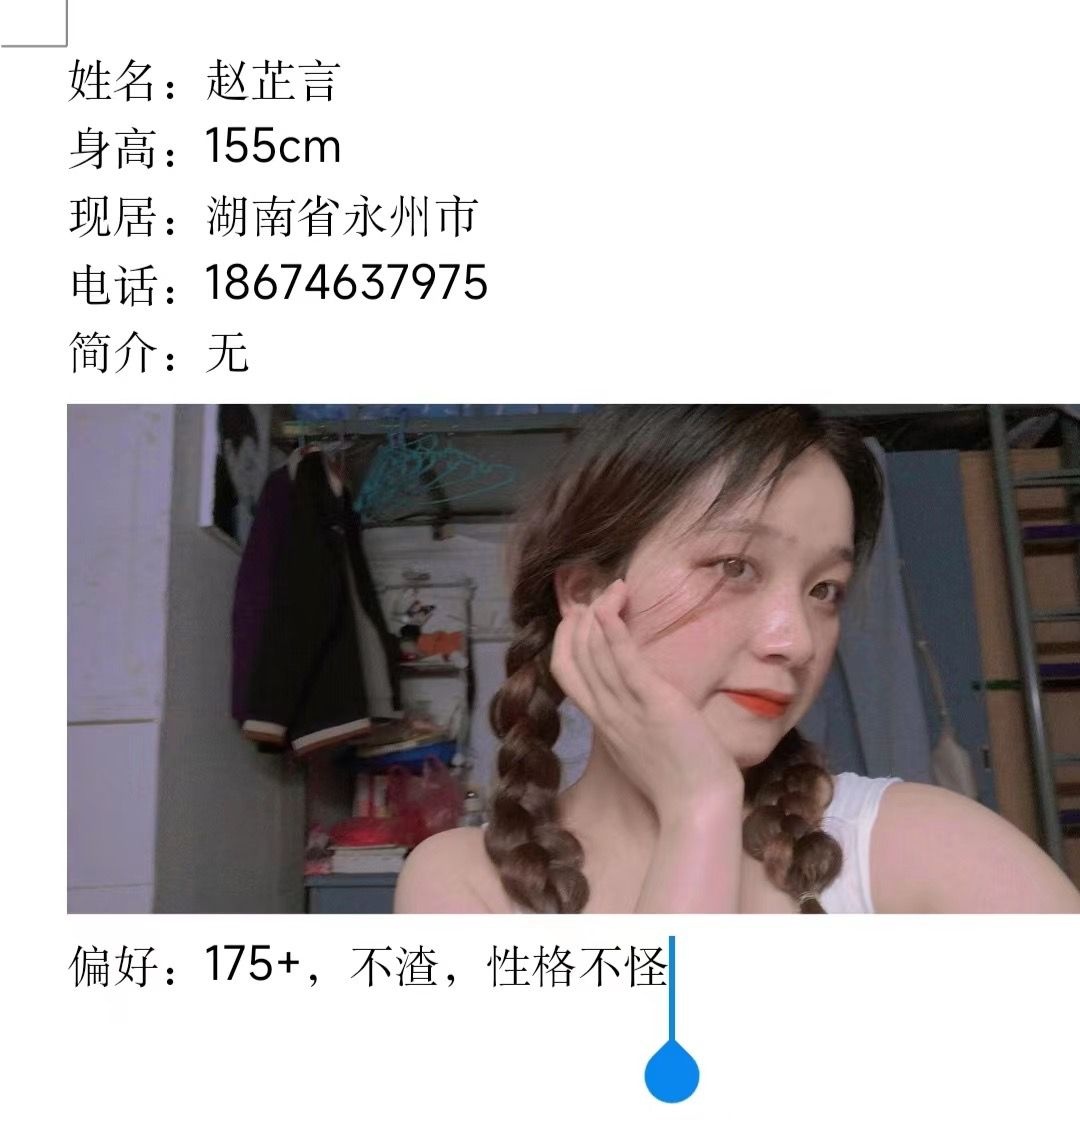 姓名：赵芷言
身高：155cm
现居：湖南省永州市
电话：18674637975
简介：无
偏好：175+，不渣，性格不怪